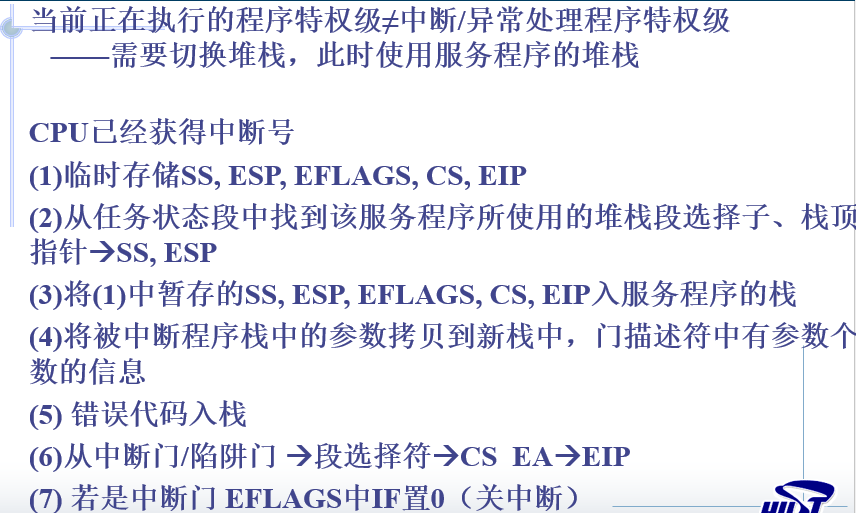 当前正在执行的程序特权级≠中断/异常处理程序特权级
——需要切换堆栈，此时使用服务程序的堆栈
CPU已经获得中断号
(1)临时存储SS, ESP, EFLAGS, CS, EIP
(2)从任务状态段中找到该服务程序所使用的堆栈段选择子、栈顶
指针→SS, ESP
(3)将(1)中暂存的SS, ESP, EFLAGS, CS, EIP入服务程序的栈
(4)将被中断程序栈中的参数拷贝到新栈中，门描述符中有参数个
数的信息
(5) 错误代码入栈
(6)从中断门/陷阱门 →段选择符→CS EA→EIP
(7) 若是中断门 EFLAGS中IF置0（关中断）